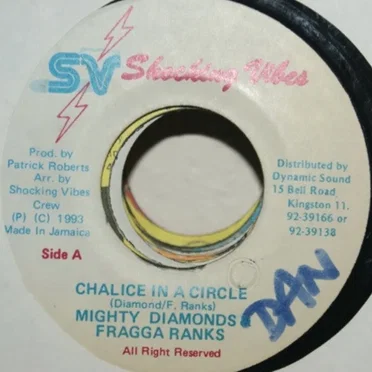 SV Shocking Vibes
Prod. by
Patrick Roberts
Arr. by
Shocking Vibes
Crew
(P) (C) 1993
Made In Jamaica
Side A
Distributed by
Dynamic Sound
15 Bell Road
Kingston 11.
92-39166 or
92-39138
CHALICE IN A CIRCLE
(Diamond/F. Ranks)
MIGHTY DIAMONDS &
FRAGGA RANKS
All Right Reserved
DAN